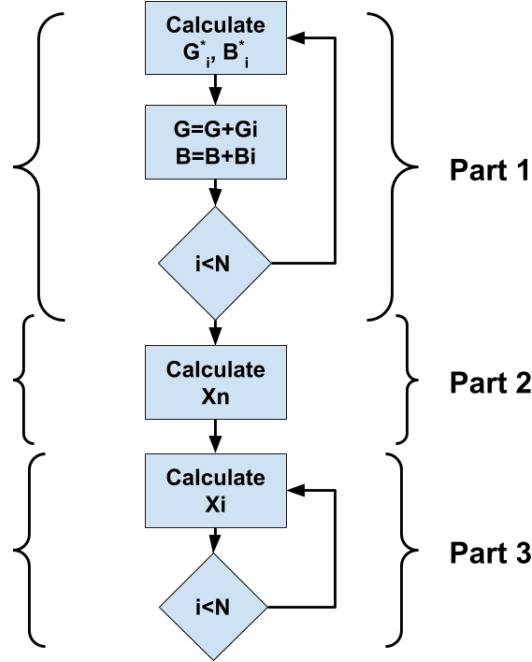 Calculate
G*i, B*i
G=G+Gi
B=B+Bi
Part 1
i<N
Calculate
Xn
Part 2
Calculate
Xi
Part 3
i<N